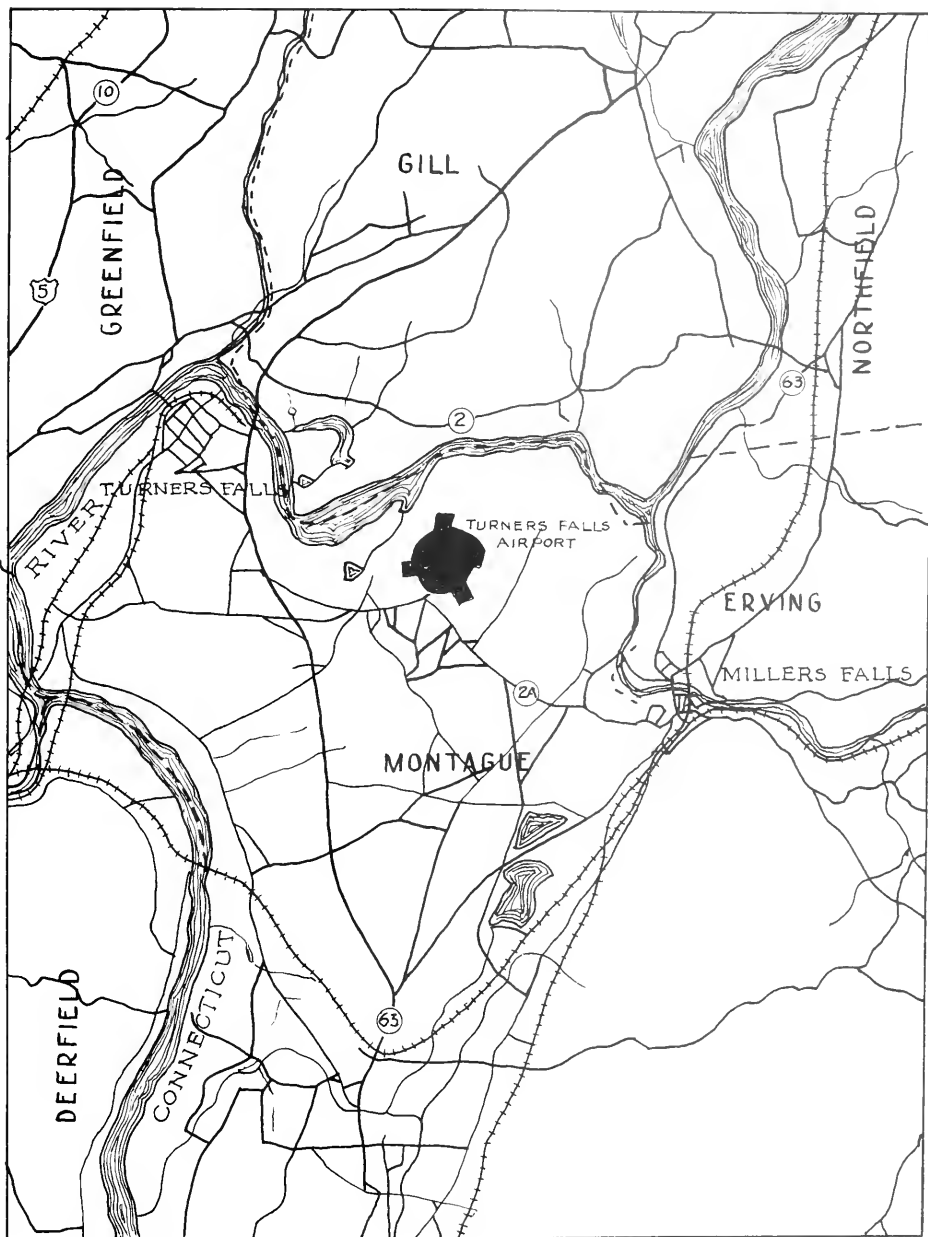 10
GILL
GREENFIELD
5
NORTHFIELD
63
2
TURNERS FALLS
RIVER
TURNERS FALLS
AIRPORT
ERVING
MILLERS FALLS
2A
MONTAGUE
CONNECTICUT
DEERFIELD
63